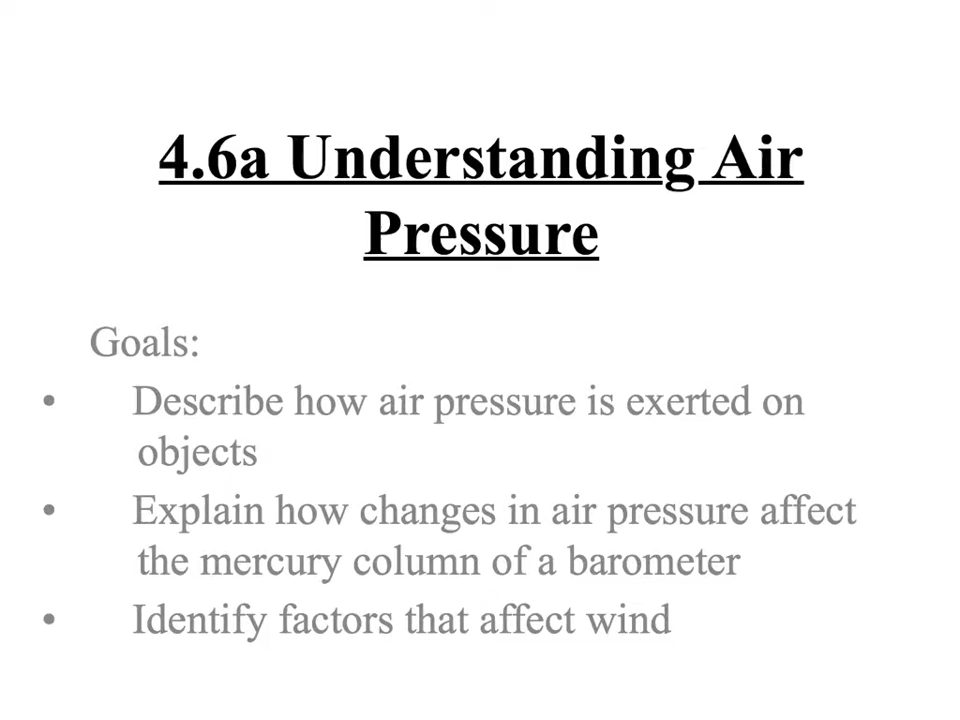 4.6a Understanding Air
Pressure
Goals:
• Describe how air pressure is exerted on
objects
• Explain how changes in air pressure affect
the mercury column of a barometer
• Identify factors that affect wind